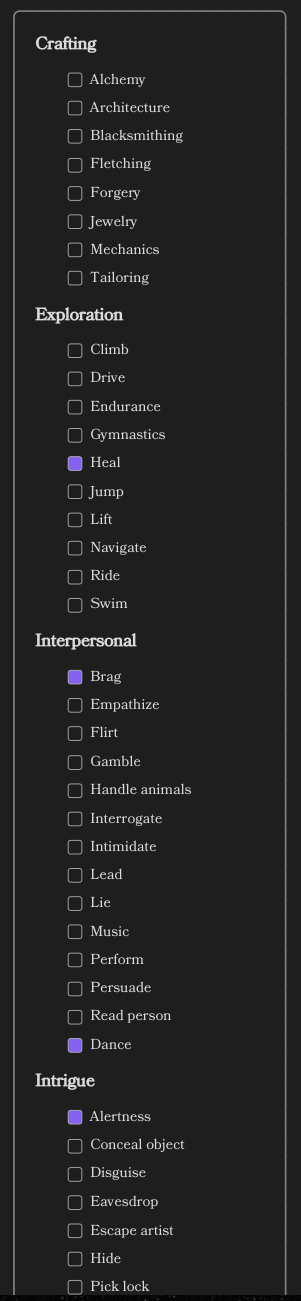 Crafting
Alchemy
Architecture
Blacksmithing
Fletching
Forgery
Jewelry
Mechanics
Tailoring
Exploration
Climb
Drive
Endurance
Gymnastics
Heal
Jump
Lift
Navigate
Ride
Swim
Interpersonal
Brag
Empathize
Flirt
Gamble
Handle animals
Interrogate
Intimidate
Lead
Lie
Music
Perform
Persuade
Read person
Dance
Intrigue
Alertness
Conceal object
Disguise
Eavesdrop
Escape artist
Hide
Pick lock